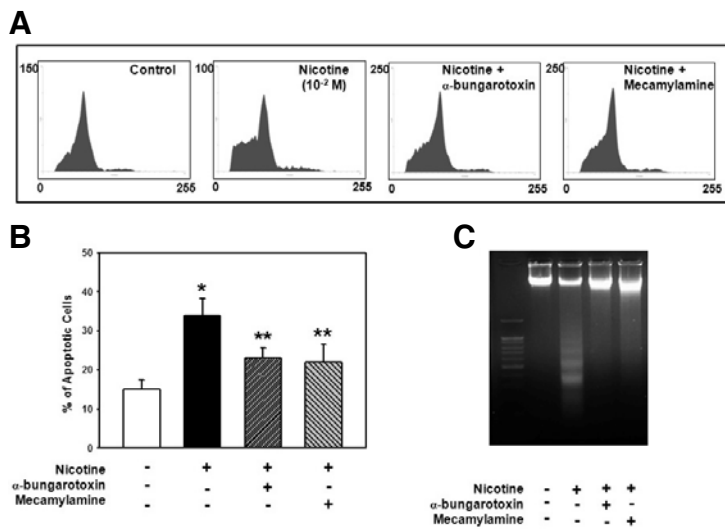 A
150 Control
0 255
100 Nicotine
(10⁻² M)
0 255
250 Nicotine +
α-bungarotoxin
0 255
250 Nicotine +
Mecamylamine
0 255
B
% of Apoptotic Cells
50
40
30
20
10
0
*
**
**
Nicotine - + + +
α-bungarotoxin - - + -
Mecamylamine - - - +
C
Nicotine - + + +
α-bungarotoxin - - + -
Mecamylamine - - - +